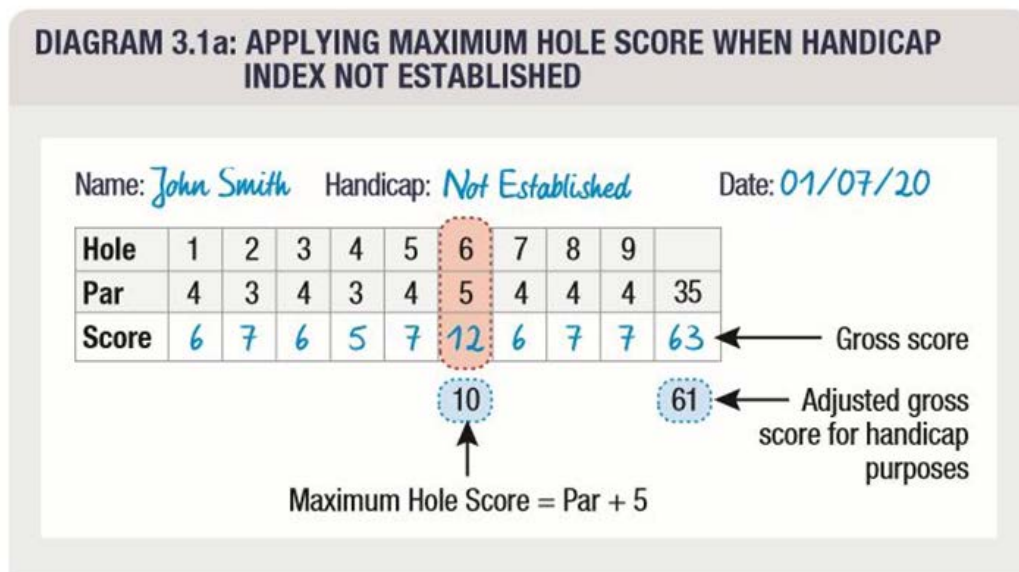 DIAGRAM 3.1a: APPLYING MAXIMUM HOLE SCORE WHEN HANDICAP
INDEX NOT ESTABLISHED
Name: John Smith Handicap: Not Established Date: 01/07/20
Hole 1 2 3 4 5 6 7 8 9
Par 4 3 4 3 4 5 4 4 4 35
Score 6 7 6 5 7 12 6 7 7 63 Gross score
10 61 Adjusted gross
score for handicap
purposes
Maximum Hole Score = Par + 5